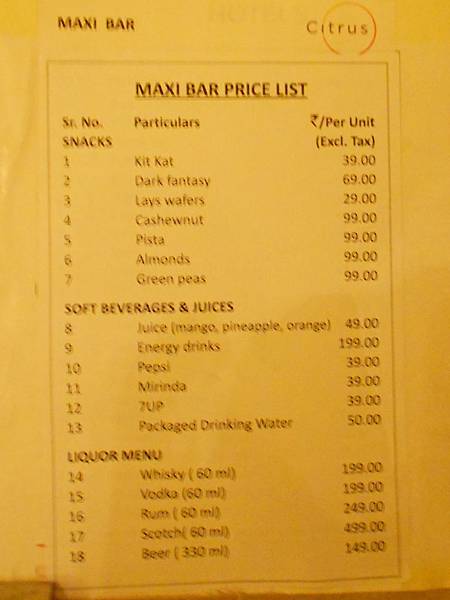 HOTELS
MAXI BAR
Citrus
MAXI BAR PRICE LIST
Sr. No. Particulars ₹/Per Unit
SNACKS (Excl. Tax)
1 Kit Kat 39.00
2 Dark fantasy 69.00
3 Lays wafers 29.00
4 Cashewnut 99.00
5 Pista 99.00
6 Almonds 99.00
7 Green peas 99.00
SOFT BEVERAGES & JUICES
8 Juice (mango, pineapple, orange) 49.00
9 Energy drinks 199.00
10 Pepsi 39.00
11 Mirinda 39.00
12 7UP 39.00
13 Packaged Drinking Water 50.00
LIQUOR MENU
14 Whisky ( 60 ml) 199.00
15 Vodka (60 ml) 199.00
16 Rum ( 60 ml) 249.00
17 Scotch( 60 ml) 499.00
18 Beer ( 330 ml) 149.00